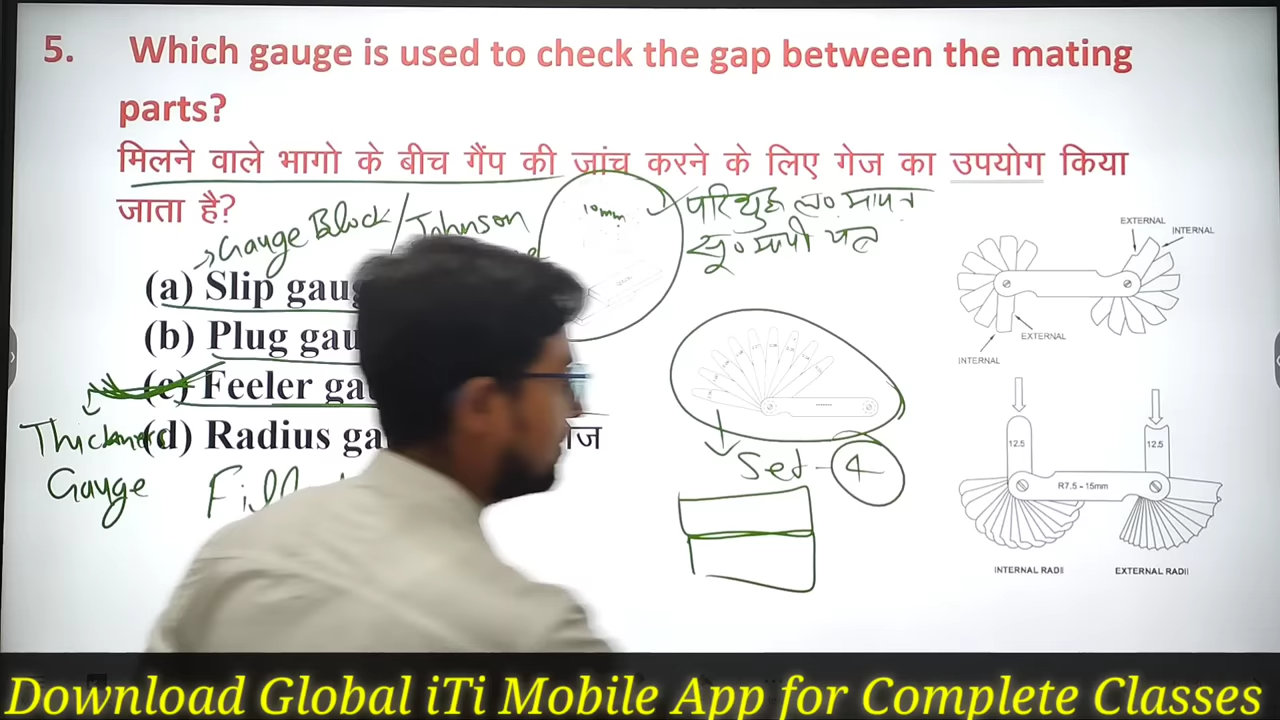 5. Which gauge is used to check the gap between the mating
parts?
मिलने वाले भागो के बीच गैंप की जांच करने के लिए गेज का उपयोग किया
जाता है?
Gauge Block/Johnson
10mm
(a) Slip gau
(b) Plug gau
(c) Feeler ga
Thickness
(d) Radius ga
ज
Gauge
Set - 4
EXTERNAL
INTERNAL
EXTERNAL
INTERNAL
12.5
12.5
R7.5 - 15mm
INTERNAL RADII
EXTERNAL RADII
Download Global iTi Mobile App for Complete Classes